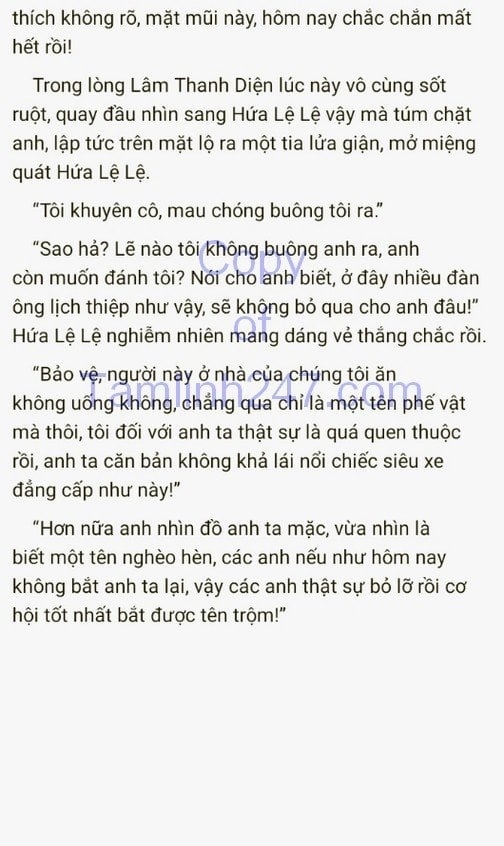 thích không rõ, mặt mũi này, hôm nay chắc chắn mất
hết rồi!
Trong lòng Lâm Thanh Diện lúc này vô cùng sốt
ruột, quay đầu nhìn sang Hứa Lệ Lệ vậy mà túm chặt
anh, lập tức trên mặt lộ ra một tia lửa giận, mở miệng
quát Hứa Lệ Lệ.
“Tôi khuyên cô, mau chóng buông tôi ra.”
“Sao hả? Lẽ nào tôi không buông anh ra, anh
còn muốn đánh tôi? Nói cho anh biết, ở đây nhiều đàn
ông lịch thiệp như vậy, sẽ không bỏ qua cho anh đâu!”
Hứa Lệ Lệ nghiễm nhiên mang dáng vẻ thắng chắc rồi.
“Bảo vệ, người này ở nhà của chúng tôi ăn
không uống không, chẳng qua chỉ là một tên phế vật
mà thôi, tôi đối với anh ta thật sự là quá quen thuộc
rồi, anh ta căn bản không khả lái nổi chiếc siêu xe
đẳng cấp như này!”
“Hơn nữa anh nhìn đồ anh ta mặc, vừa nhìn là
biết một tên nghèo hèn, các anh nếu như hôm nay
không bắt anh ta lại, vậy các anh thật sự bỏ lỡ rồi cơ
hội tốt nhất bắt được tên trộm!”
Copy
of
Tamlinh247.com